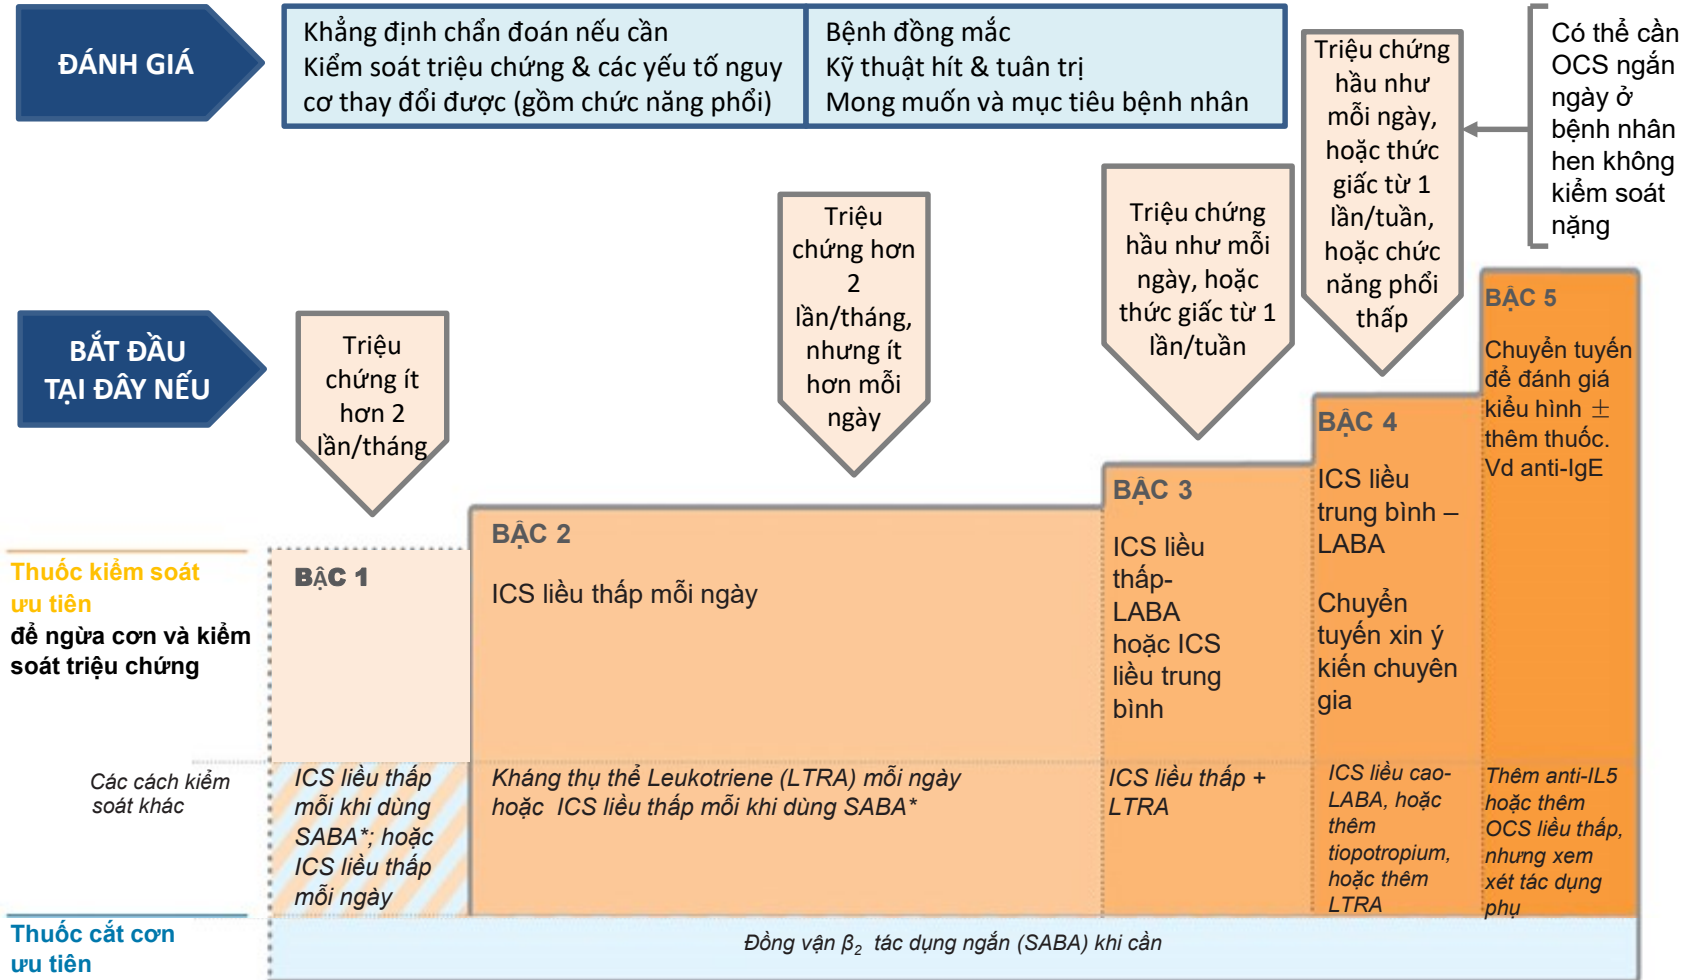 ĐÁNH GIÁ
Khẳng định chẩn đoán nếu cần
Kiểm soát triệu chứng & các yếu tố nguy
cơ thay đổi được (gồm chức năng phổi)
Bệnh đồng mắc
Kỹ thuật hít & tuân trị
Mong muốn và mục tiêu bệnh nhân
Có thể cần
OCS ngắn
ngày ở
bệnh nhân
hen không
kiểm soát
nặng
BẮT ĐẦU
TẠI ĐÂY NẾU
Triệu
chứng ít
hơn 2
lần/tháng
Triệu
chứng hơn
2
lần/tháng,
nhưng ít
hơn mỗi
ngày
Triệu chứng
hầu như mỗi
ngày, hoặc
thức giấc từ 1
lần/tuần
Triệu chứng
hầu như
mỗi ngày,
hoặc thức
giấc từ 1
lần/tuần,
hoặc chức
năng phổi
thấp
Thuốc kiểm soát
ưu tiên
để ngừa cơn và kiểm
soát triệu chứng
BẬC 1
BẬC 2
ICS liều thấp mỗi ngày
BẬC 3
ICS liều
thấp-
LABA
hoặc ICS
liều trung
bình
BẬC 4
ICS liều
trung bình –
LABA
Chuyển
tuyến xin ý
kiến chuyên
gia
BẬC 5
Chuyển tuyến
để đánh giá
kiểu hình ±
thêm thuốc.
Vd anti-IgE
Các cách kiểm
soát khác
ICS liều thấp
mỗi khi dùng
SABA*; hoặc
ICS liều thấp
mỗi ngày
Kháng thụ thể Leukotriene (LTRA) mỗi ngày
hoặc ICS liều thấp mỗi khi dùng SABA*
ICS liều thấp +
LTRA
ICS liều cao-
LABA, hoặc
thêm
tiopotropium,
hoặc thêm
LTRA
Thêm anti-IL5
hoặc thêm
OCS liều thấp,
nhưng xem
xét tác dụng
phụ
Thuốc cắt cơn
ưu tiên
Đồng vận β₂ tác dụng ngắn (SABA) khi cần